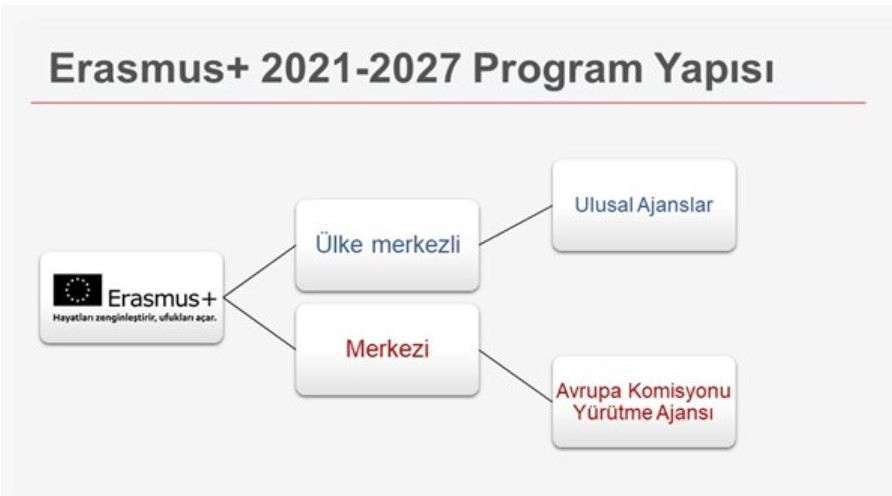 Erasmus+ 2021-2027 Program Yapısı
Erasmus+
Hayatları zenginleştirir, ufukları açar.
Ülke merkezli
Ulusal Ajanslar
Merkezi
Avrupa Komisyonu
Yürütme Ajansı